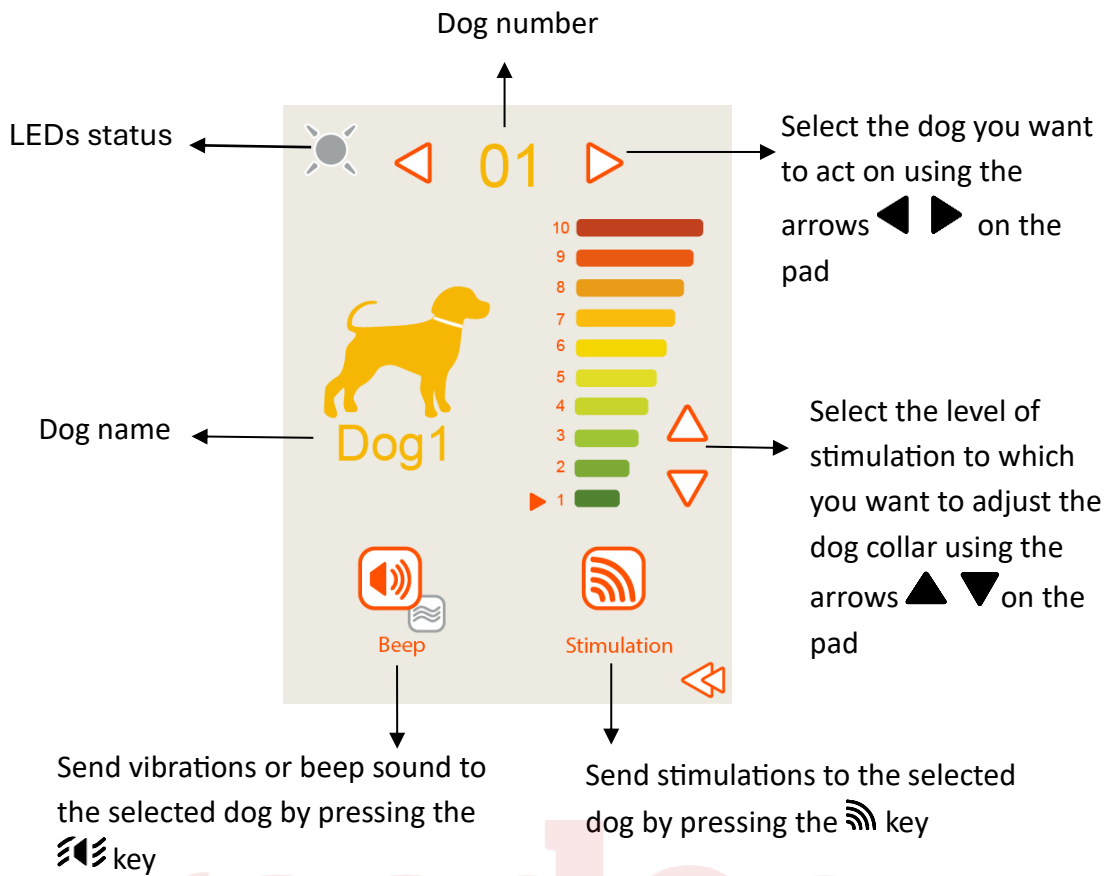 Dog number
LEDs status
01
Select the dog you want
to act on using the
arrows ◀ ▶ on the
pad
10
9
8
7
6
5
4
3
2
1
Dog name
Dog1
Select the level of
stimulation to which
you want to adjust the
dog collar using the
arrows ▲ ▼ on the
pad
Beep
Stimulation
Send vibrations or beep sound to
the selected dog by pressing the
key
Send stimulations to the selected
dog by pressing the key